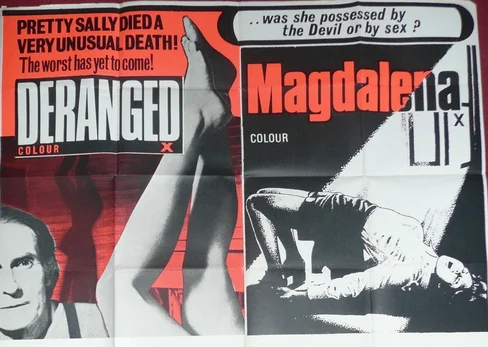 PRETTY SALLY DIED A
VERY UNUSUAL DEATH!
The worst has yet to come!
DERANGED
COLOUR X
..was she possessed by
the Devil or by sex ?
Magdalena
X
COLOUR